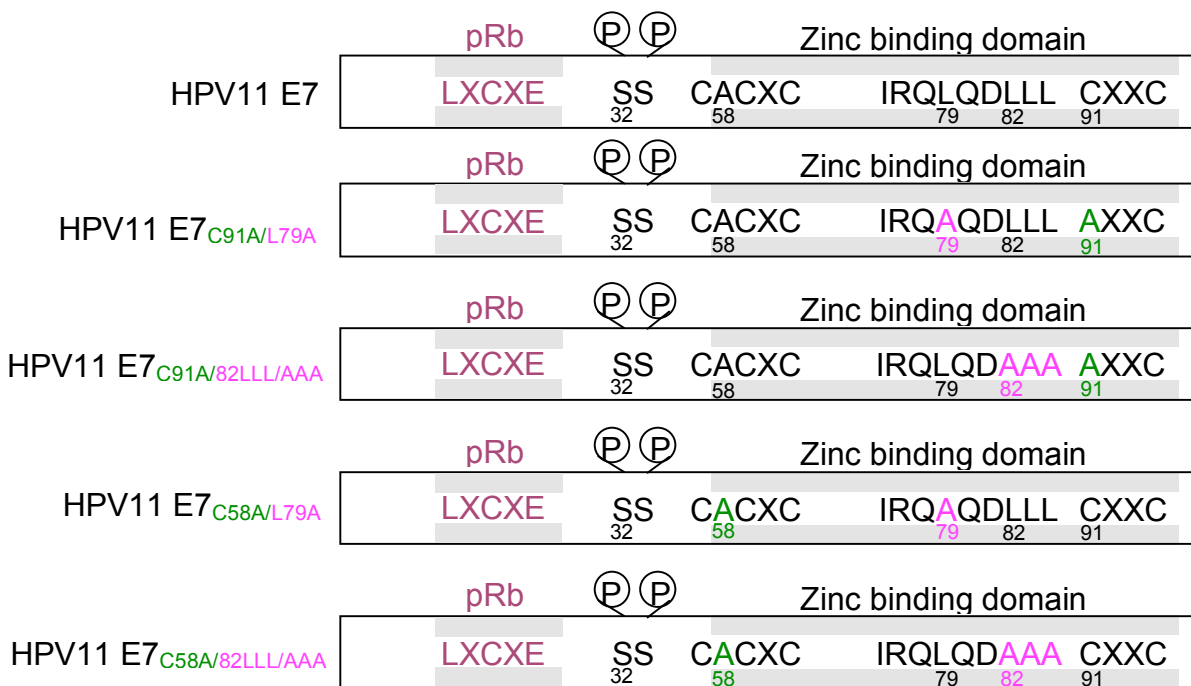 pRb P P Zinc binding domain
HPV11 E7 LXCXE SS CACXC IRQLQDLLL CXXC
32 58 79 82 91
pRb P P Zinc binding domain
HPV11 E7C91A/L79A LXCXE SS CACXC IRQAQDLLL AXXC
32 58 79 82 91
pRb P P Zinc binding domain
HPV11 E7C91A/82LLL/AAA LXCXE SS CACXC IRQLQDAAA AXXC
32 58 79 82 91
pRb P P Zinc binding domain
HPV11 E7C58A/L79A LXCXE SS CACXC IRQAQDLLL CXXC
32 58 79 82 91
pRb P P Zinc binding domain
HPV11 E7C58A/82LLL/AAA LXCXE SS CACXC IRQLQDAAA CXXC
32 58 79 82 91